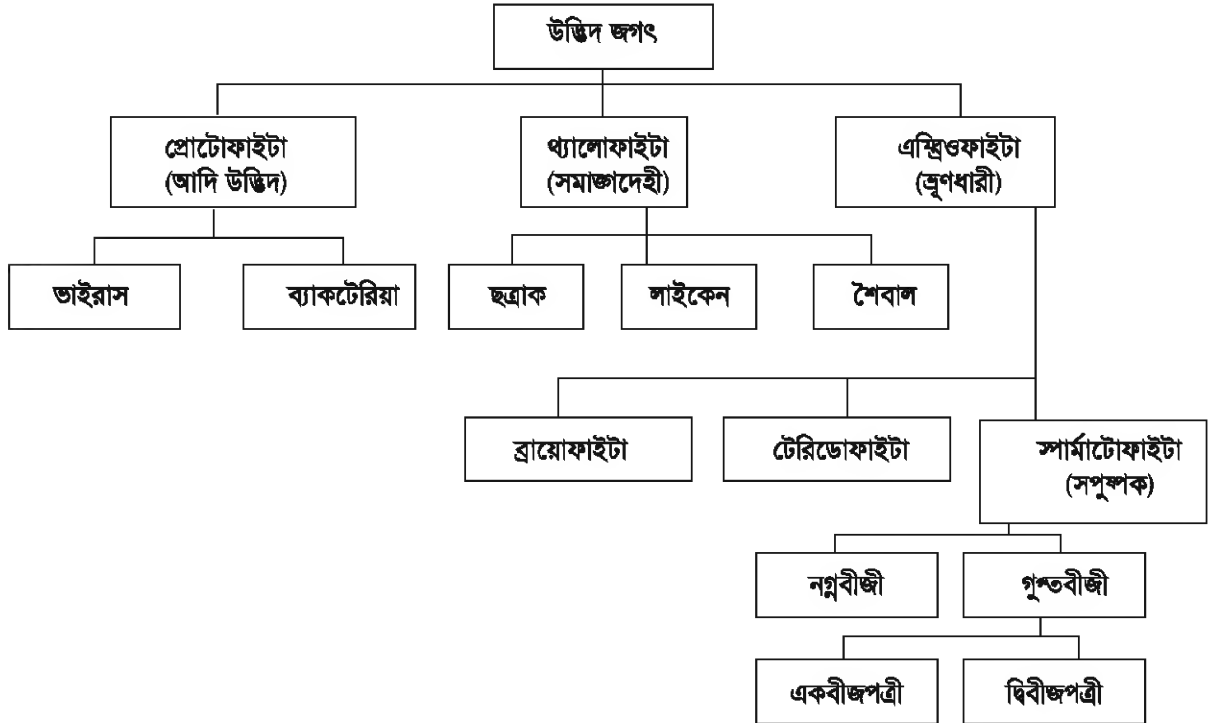 উদ্ভিদ জগৎ
প্রোটোফাইটা
(আদি উদ্ভিদ)
থ্যালোফাইটা
(সমাঙ্গদেহী)
এম্ব্রিওফাইটা
(ভ্রূণধারী)
ভাইরাস
ব্যাকটেরিয়া
ছত্রাক
লাইকেন
শৈবাল
ব্রায়োফাইটা
টেরিডোফাইটা
স্পার্মাটোফাইটা
(সপুষ্পক)
নগ্নবীজী
গুপ্তবীজী
একবীজপত্রী
দ্বিবীজপত্রী